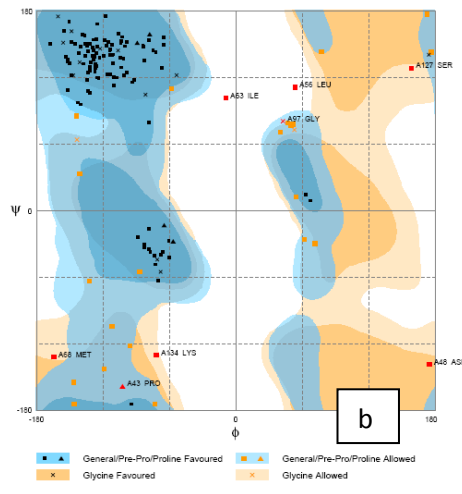 180
A127 SER
A63 ILE
A56 LEU
A97 GLY
Ψ
0
A68 MET
A134 LYS
A43 PRO
A46 AS
-180
-180
0
180
ϕ
b
General/Pre-Pro/Proline Favoured
General/Pre-Pro/Proline Allowed
Glycine Favoured
Glycine Allowed